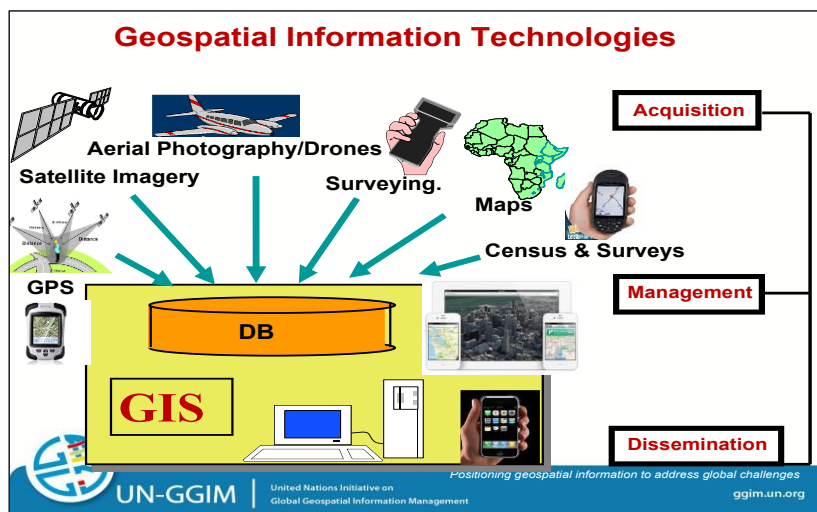 Geospatial Information Technologies
Acquisition
Aerial Photography/Drones
Satellite Imagery
Surveying.
Maps
Distance
Distance
Census & Surveys
GPS
Management
DB
GIS
Dissemination
Positioning geospatial information to address global challenges
UN-GGIM
United Nations Initiative on
Global Geospatial Information Management
ggim.un.org